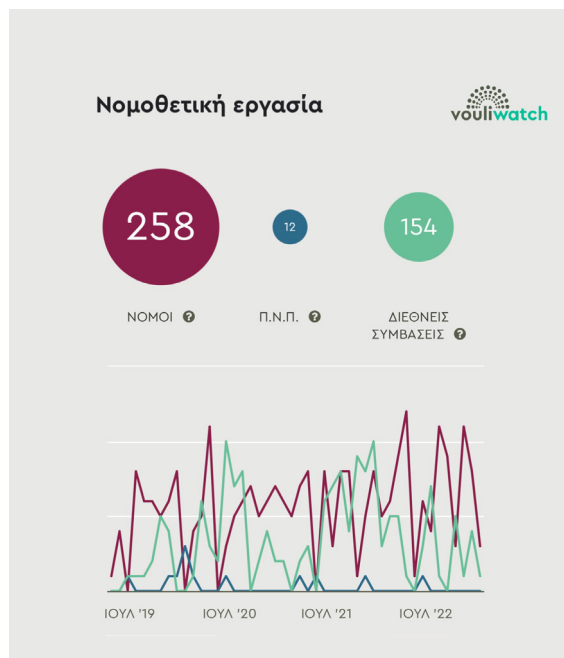 Νομοθετική εργασία
vouliwatch
258
12
154
ΝΟΜΟΙ ?
Π.Ν.Π. ?
ΔΙΕΘΝΕΙΣ
ΣΥΜΒΑΣΕΙΣ ?
ΙΟΥΛ '19
ΙΟΥΛ '20
ΙΟΥΛ '21
ΙΟΥΛ '22